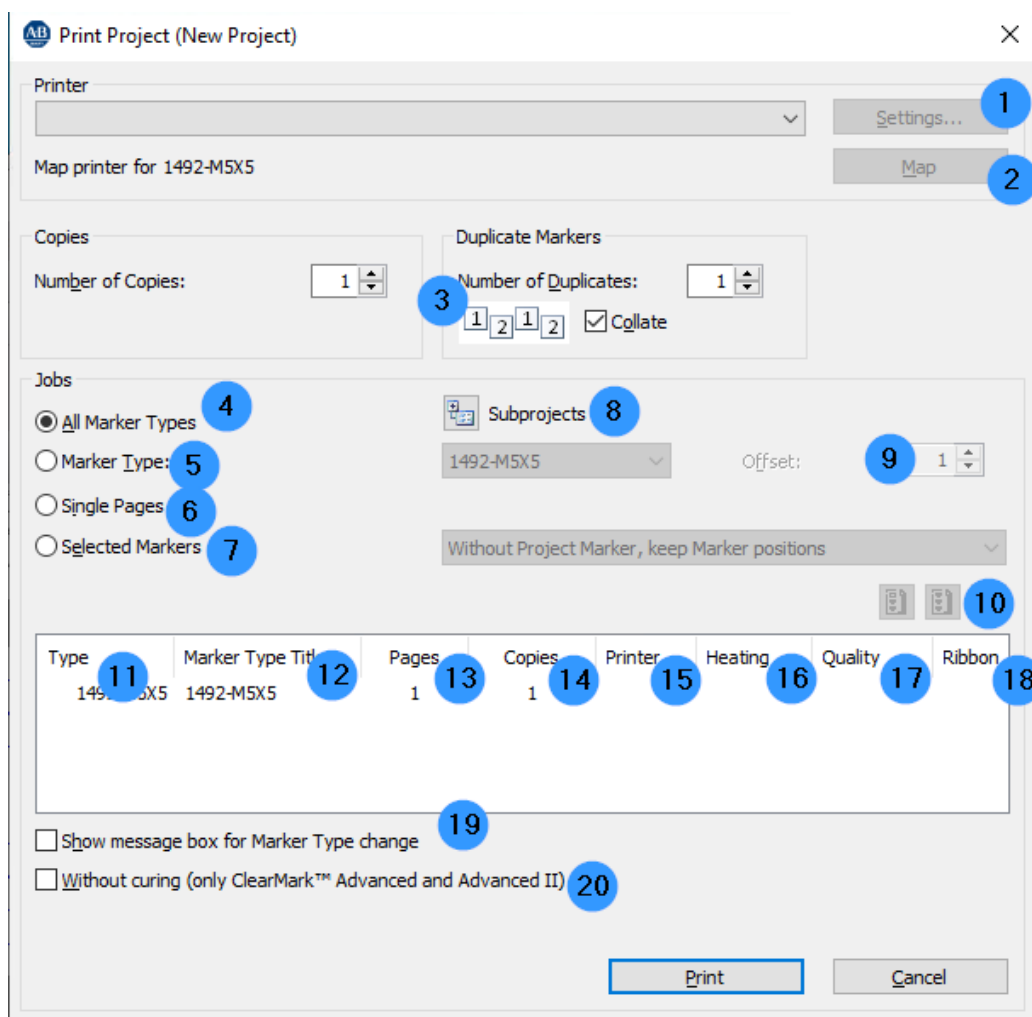 AB Print Project (New Project)
Printer
Settings... 1
Map printer for 1492-M5X5 Map 2
Copies Duplicate Markers
Number of Copies: 1 3 Number of Duplicates: 1
1 2 1 2 Collate
Jobs
All Marker Types 4 Subprojects 8
Marker Type: 5 1492-M5X5 Offset: 9 1
Single Pages 6
Selected Markers 7 Without Project Marker, keep Marker positions
10
Type 11 Marker Type 12 Pages 13 Copies 14 Printer 15 Heating 16 Quality 17 Ribbon 18
1492-M5X5 1 1
Show message box for Marker Type change 19
Without curing (only ClearMark™ Advanced and Advanced II) 20
Print Cancel